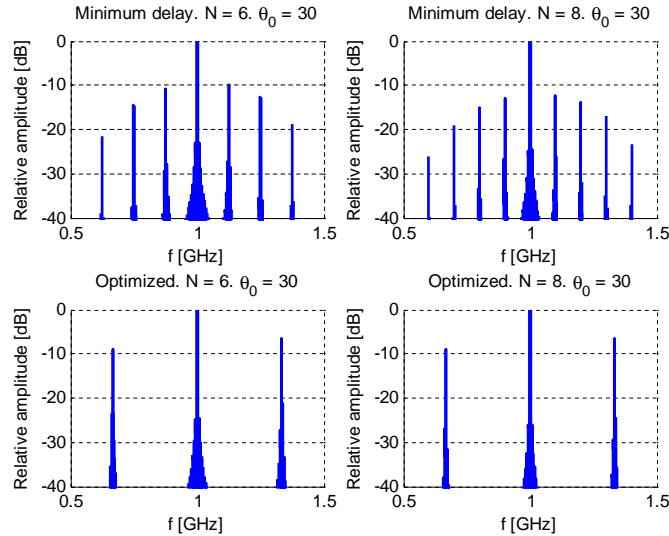 Minimum delay. N = 6. θ₀ = 30
Relative amplitude [dB]
0
-10
-20
-30
-40
0.5
1
1.5
f [GHz]
Minimum delay. N = 8. θ₀ = 30
Relative amplitude [dB]
0
-10
-20
-30
-40
0.5
1
1.5
f [GHz]
Optimized. N = 6. θ₀ = 30
Relative amplitude [dB]
0
-10
-20
-30
-40
0.5
1
1.5
f [GHz]
Optimized. N = 8. θ₀ = 30
Relative amplitude [dB]
0
-10
-20
-30
-40
0.5
1
1.5
f [GHz]